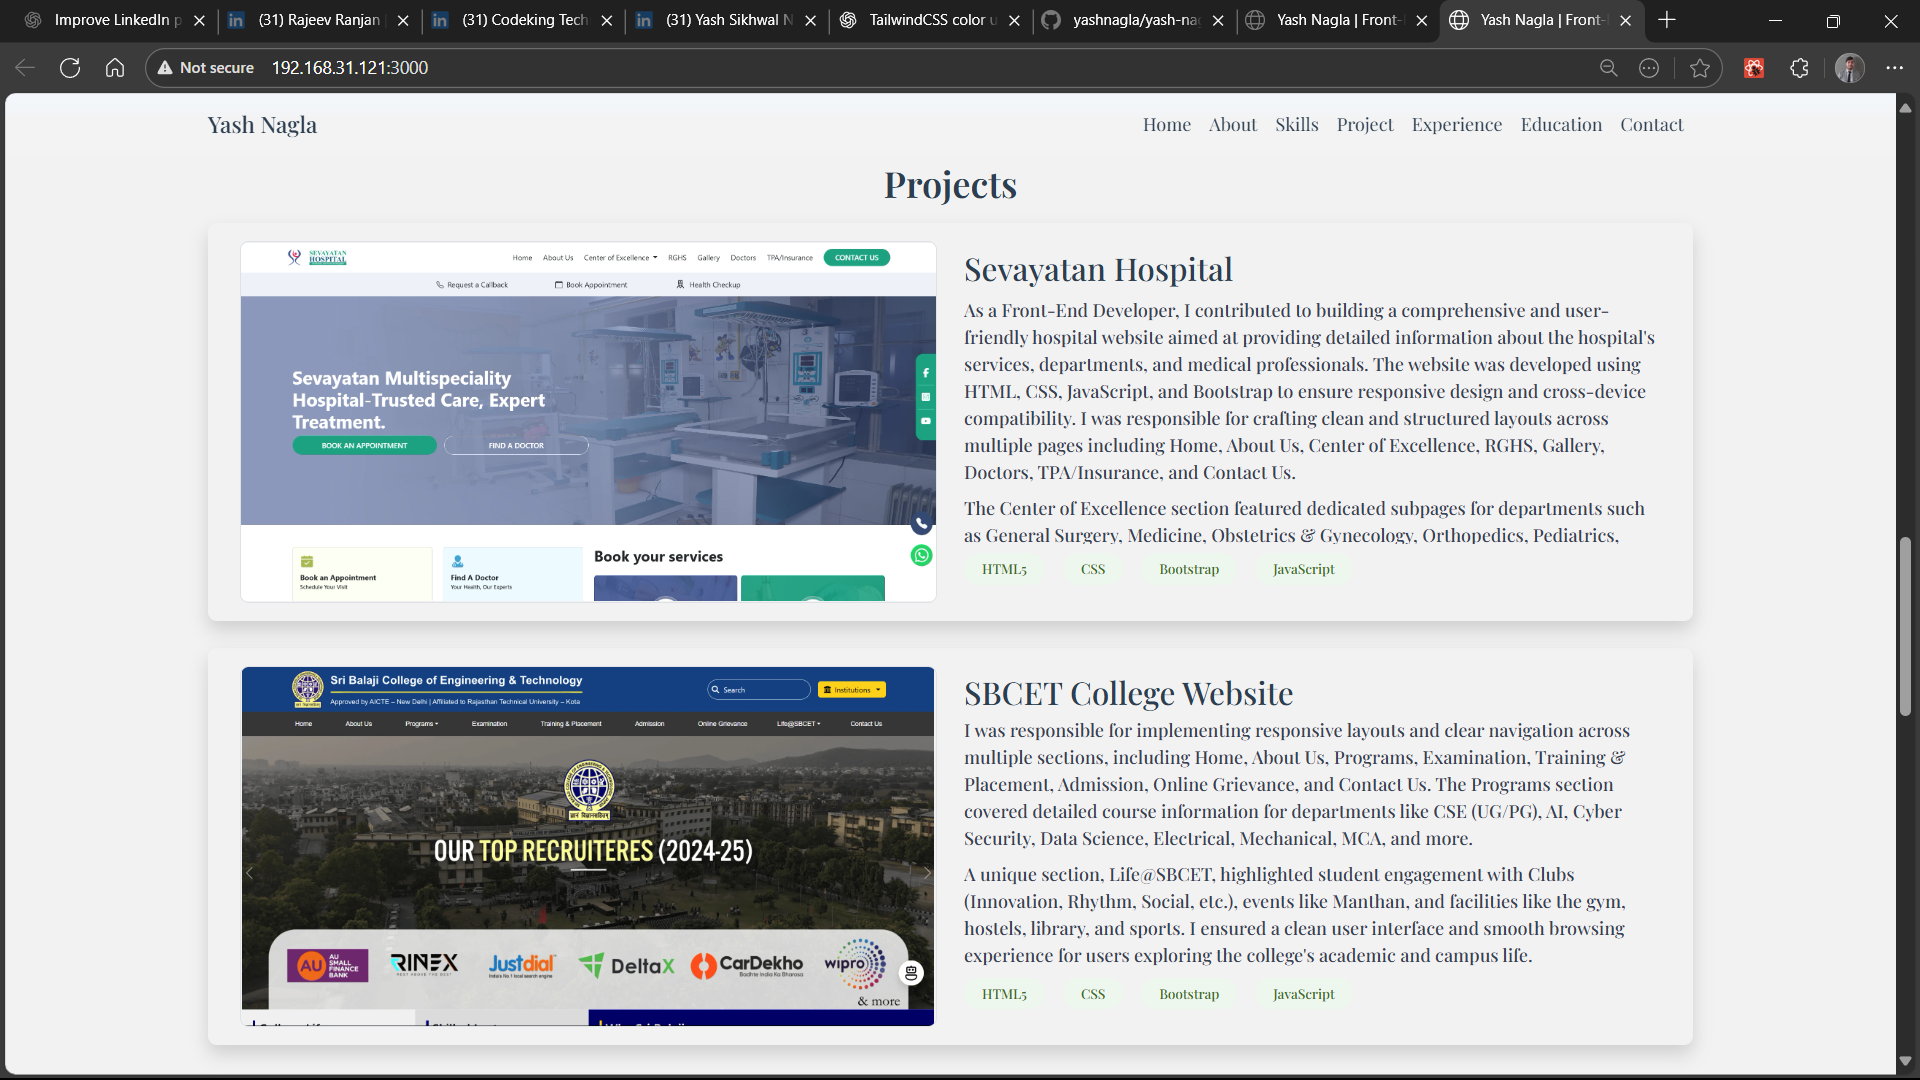 Improve LinkedIn p
(31) Rajeev Ranjan
(31) Codeking Tech
(31) Yash Sikhwal N
TailwindCSS color u
yashnagla/yash-nag
Yash Nagla | Front-
Yash Nagla | Front-
Not secure 192.168.31.121:3000
Yash Nagla
Home About Skills Project Experience Education Contact
Projects
SEVAYATAN
HOSPITAL
Home About Us Center of Excellence RGHS Gallery Doctors TPA/Insurance CONTACT US
Request a Callback Book Appointment Health Checkup
Sevayatan Multispeciality
Hospital-Trusted Care, Expert
Treatment.
BOOK AN APPOINTMENT FIND A DOCTOR
Book an Appointment
Schedule Your Visit
Find A Doctor
Your Health, Our Experts
Book your services
Sevayatan Hospital
As a Front-End Developer, I contributed to building a comprehensive and user-
friendly hospital website aimed at providing detailed information about the hospital's
services, departments, and medical professionals. The website was developed using
HTML, CSS, JavaScript, and Bootstrap to ensure responsive design and cross-device
compatibility. I was responsible for crafting clean and structured layouts across
multiple pages including Home, About Us, Center of Excellence, RGHS, Gallery,
Doctors, TPA/Insurance, and Contact Us.
The Center of Excellence section featured dedicated subpages for departments such
as General Surgery, Medicine, Obstetrics & Gynecology, Orthopedics, Pediatrics,
HTML5 CSS Bootstrap JavaScript
Sri Balaji College of Engineering & Technology
Approved by AICTE – New Delhi | Affiliated to Rajasthan Technical University – Kota
Search
Institutions
Home About Us Programs Examination Training & Placement Admission Online Grievance Life@SBCET Contact Us
OUR TOP RECRUITERES (2024-25)
AU
AU
SMALL
FINANCE
BANK
RINEX
Justdial
India's No 1 local search engine
DeltaX
CarDekho
Badhte India Ka Bharosa
wipro
& more
SBCET College Website
I was responsible for implementing responsive layouts and clear navigation across
multiple sections, including Home, About Us, Programs, Examination, Training &
Placement, Admission, Online Grievance, and Contact Us. The Programs section
covered detailed course information for departments like CSE (UG/PG), AI, Cyber
Security, Data Science, Electrical, Mechanical, MCA, and more.
A unique section, Life@SBCET, highlighted student engagement with Clubs
(Innovation, Rhythm, Social, etc.), events like Manthan, and facilities like the gym,
hostels, library, and sports. I ensured a clean user interface and smooth browsing
experience for users exploring the college's academic and campus life.
HTML5 CSS Bootstrap JavaScript